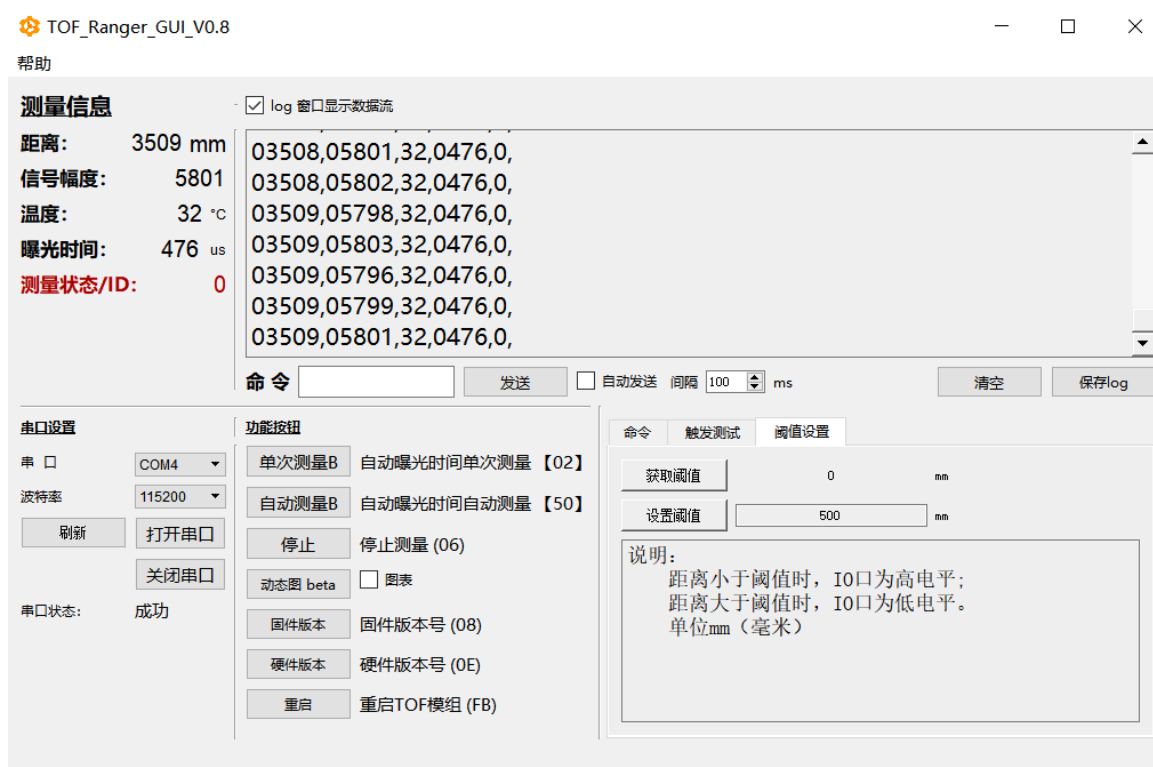 TOF_Ranger_GUI_V0.8
帮助
测量信息
距离: 3509 mm
信号幅度: 5801
温度: 32 °C
曝光时间: 476 us
测量状态/ID: 0
log 窗口显示数据流
03508,05801,32,0476,0,
03508,05802,32,0476,0,
03509,05798,32,0476,0,
03509,05803,32,0476,0,
03509,05796,32,0476,0,
03509,05799,32,0476,0,
03509,05801,32,0476,0,
命 令 发送 自动发送 间隔 100 ms 清空 保存log
串口设置
串 口 COM4
波特率 115200
刷新 打开串口
关闭串口
串口状态: 成功
功能按钮
单次测量B 自动曝光时间单次测量 【02】
自动测量B 自动曝光时间自动测量 【50】
停止 停止测量 (06)
动态图 beta 图表
固件版本 固件版本号 (08)
硬件版本 硬件版本号 (0E)
重启 重启TOF模组 (FB)
命令 触发测试 阈值设置
获取阈值 0 mm
设置阈值 500 mm
说明:
距离小于阈值时，IO口为高电平;
距离大于阈值时，IO口为低电平。
单位mm（毫米）